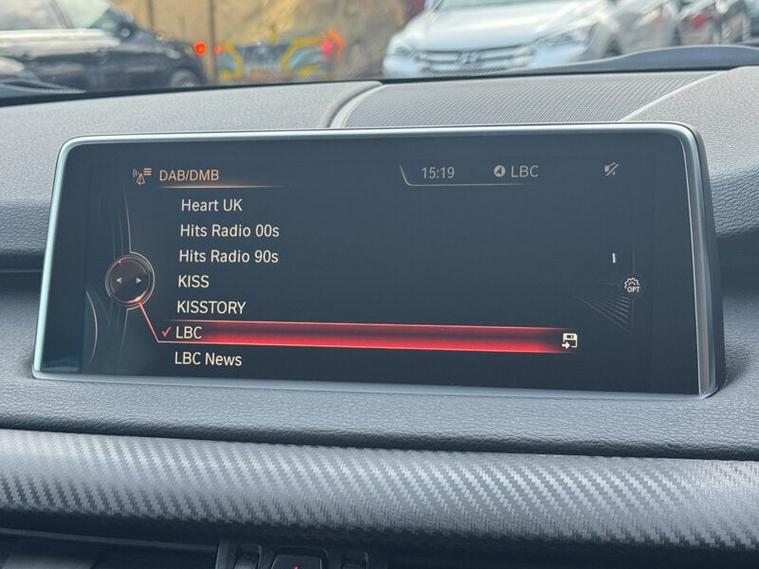 DAB/DMB
15:19
LBC
Heart UK
Hits Radio 00s
Hits Radio 90s
KISS
KISSTORY
OPT
LBC
LBC News